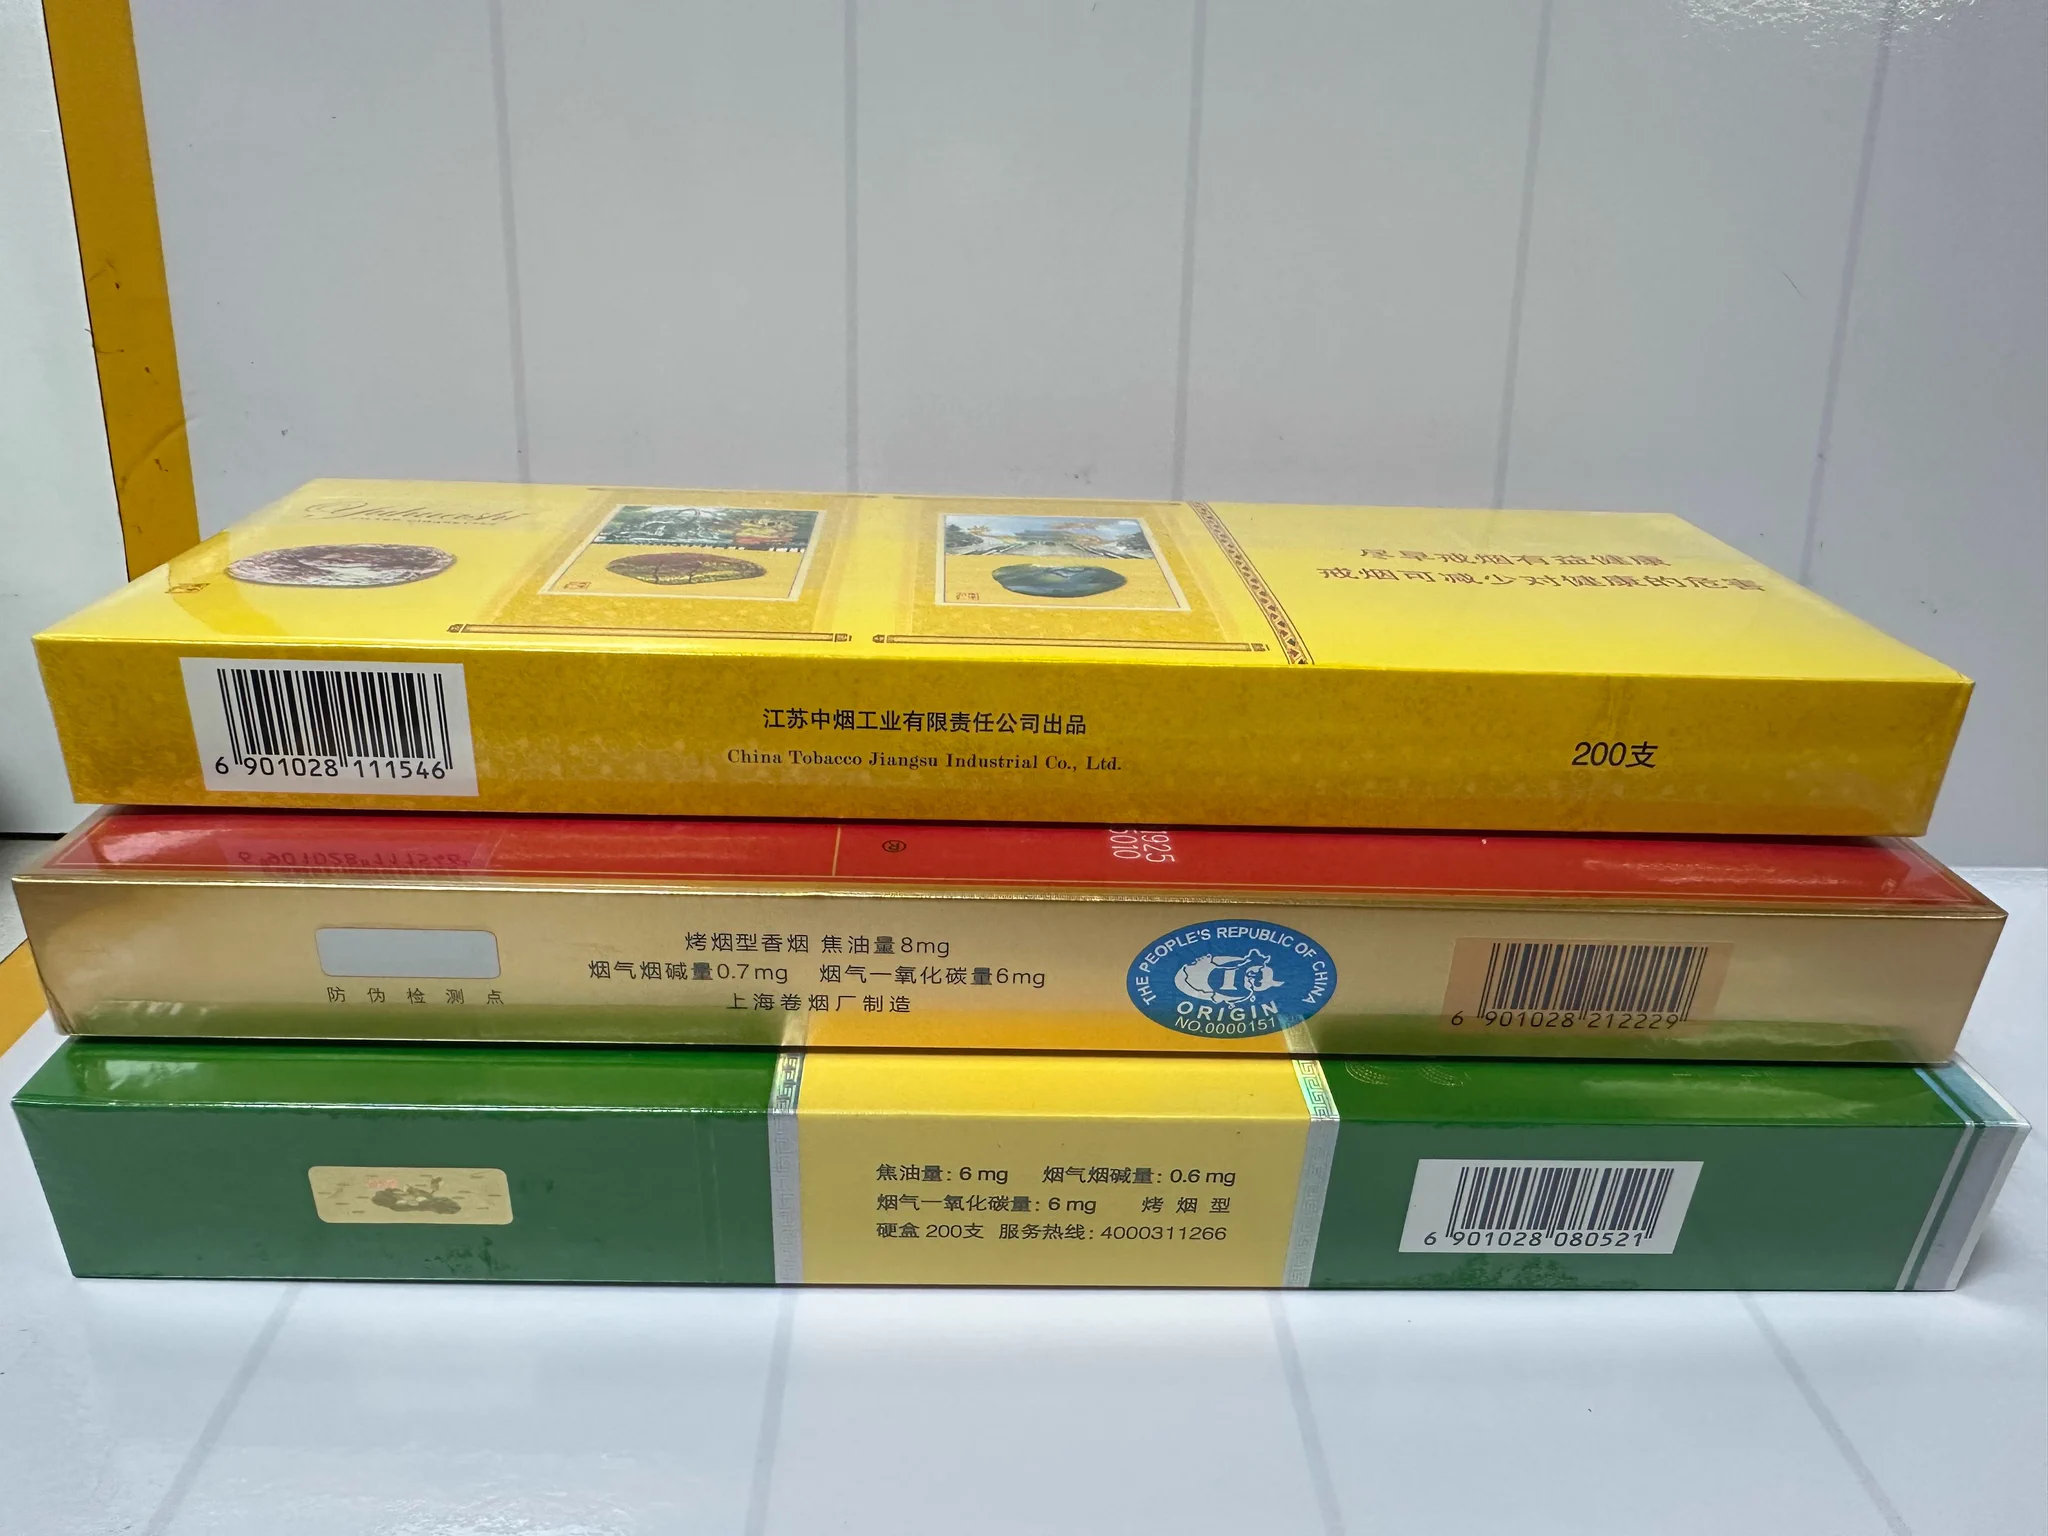 Yuhuashi
尽早戒烟有益健康
戒烟可减少对健康的危害
6 901028 111546
江苏中烟工业有限责任公司出品
China Tobacco Jiangsu Industrial Co., Ltd.
200支
®
1925
5010
防伪检测点
烤烟型香烟 焦油量8mg
烟气烟碱量0.7mg 烟气一氧化碳量6mg
上海卷烟厂制造
THE PEOPLE'S REPUBLIC OF CHINA
ORIGIN
NO.0000151
6 901028 212229
焦油量: 6 mg 烟气烟碱量: 0.6 mg
烟气一氧化碳量: 6 mg 烤 烟 型
硬盒 200支 服务热线: 4000311266
6 901028 080521